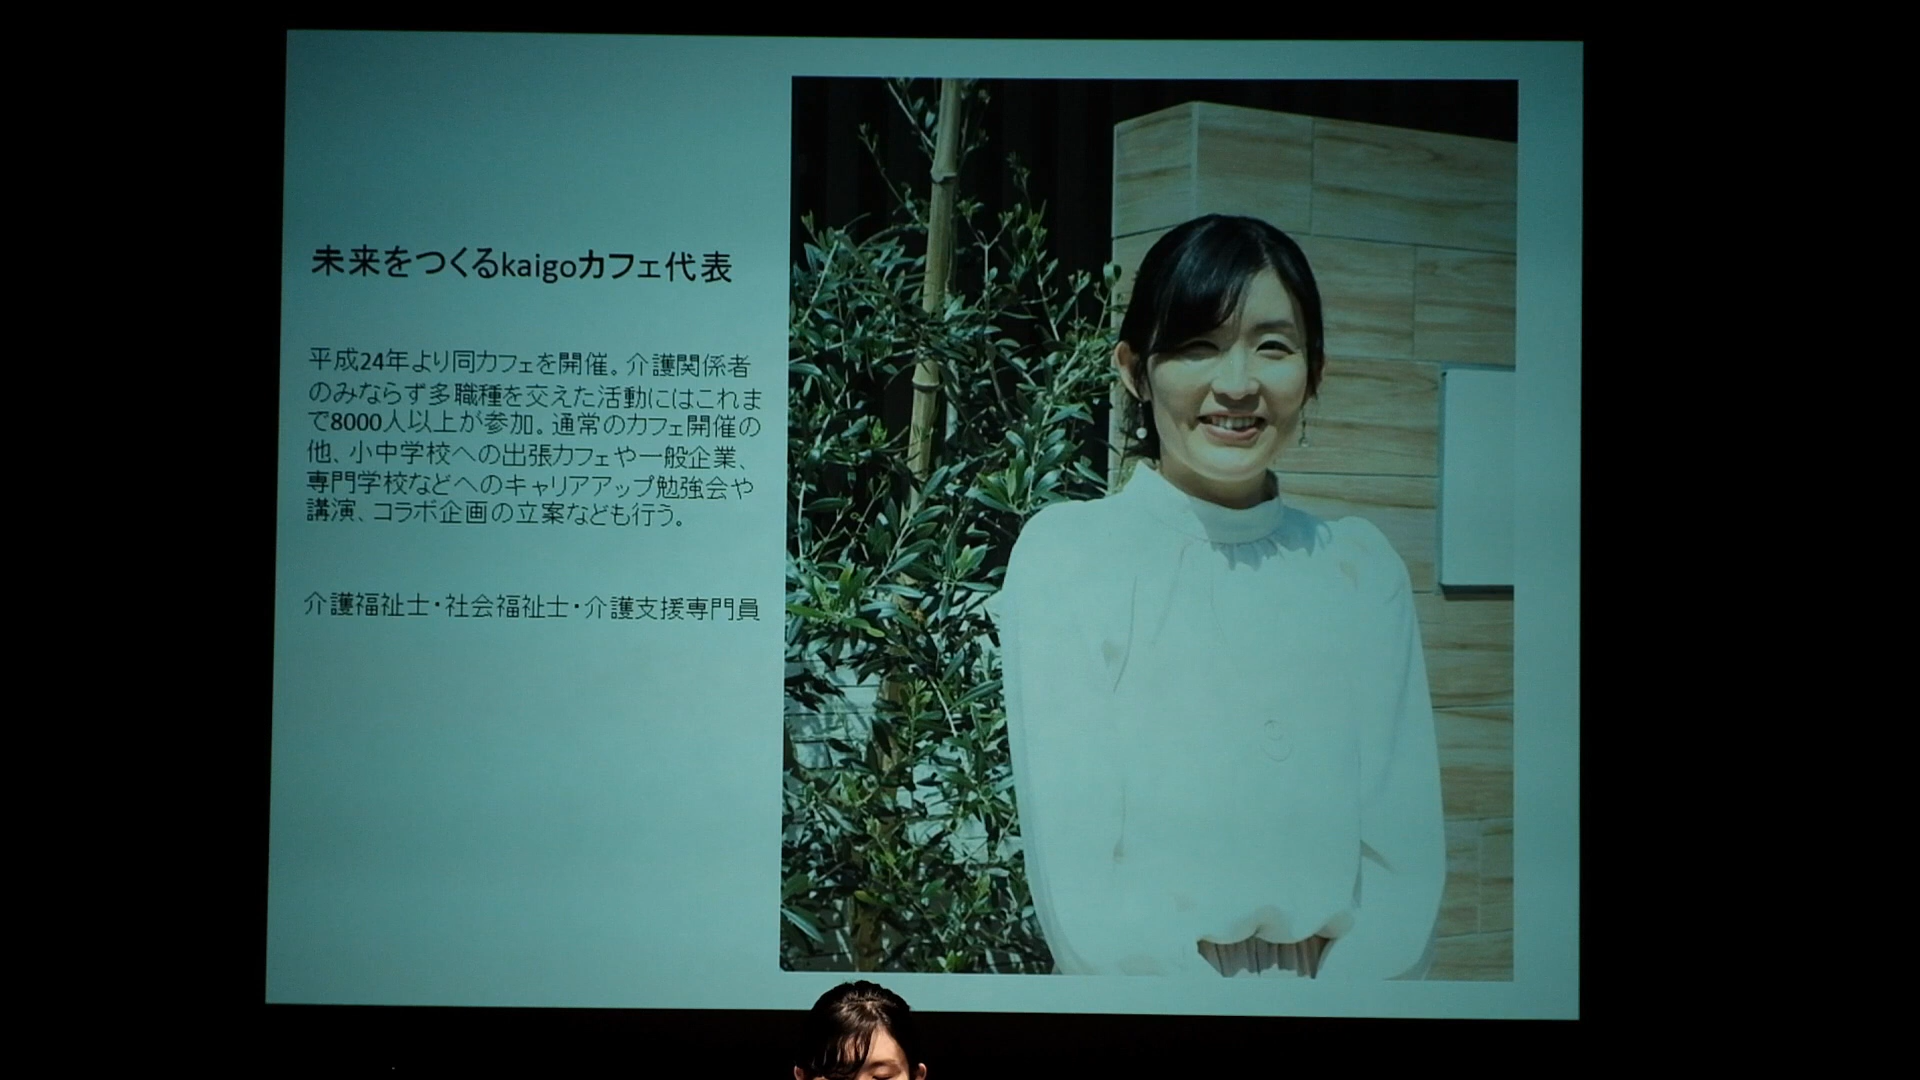 未来をつくるkaigoカフェ代表
平成24年より同カフェを開催。介護関係者
のみならず多職種を交えた活動にはこれま
で8000人以上が参加。通常のカフェ開催の
他、小中学校への出張カフェや一般企業、
専門学校などへのキャリアアップ勉強会や
講演、コラボ企画の立案なども行う。
介護福祉士・社会福祉士・介護支援専門員